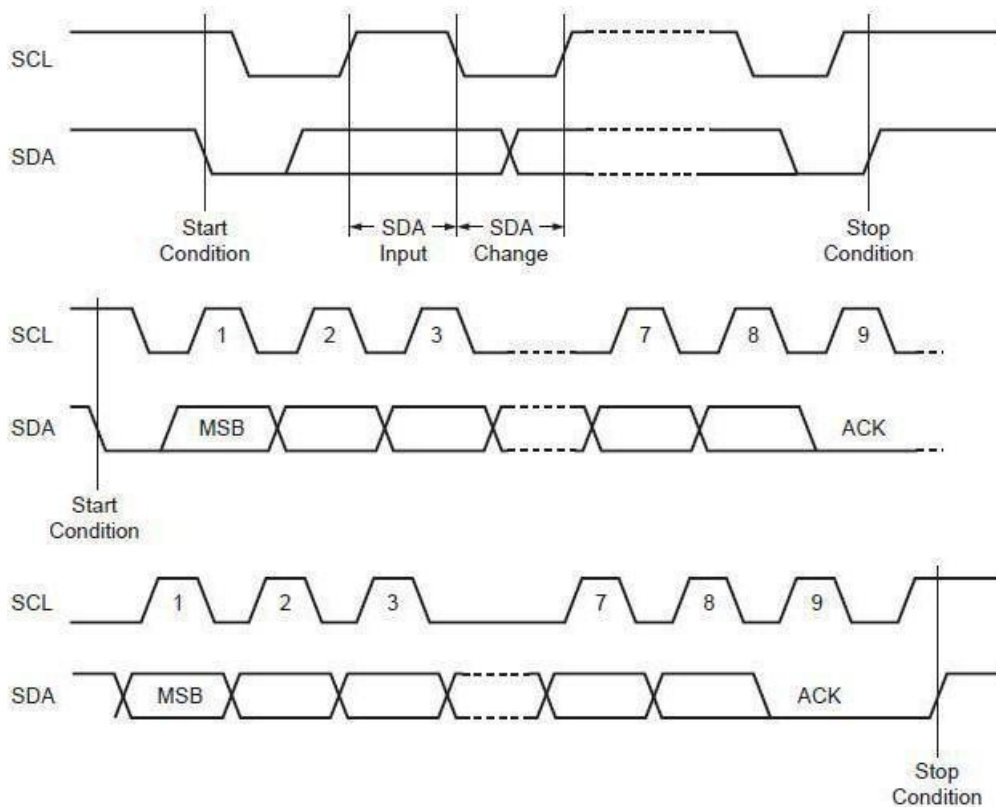 SCL
SDA
Start
Condition
SDA
Input
SDA
Change
Stop
Condition
SCL
1
2
3
7
8
9
SDA
MSB
ACK
Start
Condition
SCL
1
2
3
7
8
9
SDA
MSB
ACK
Stop
Condition